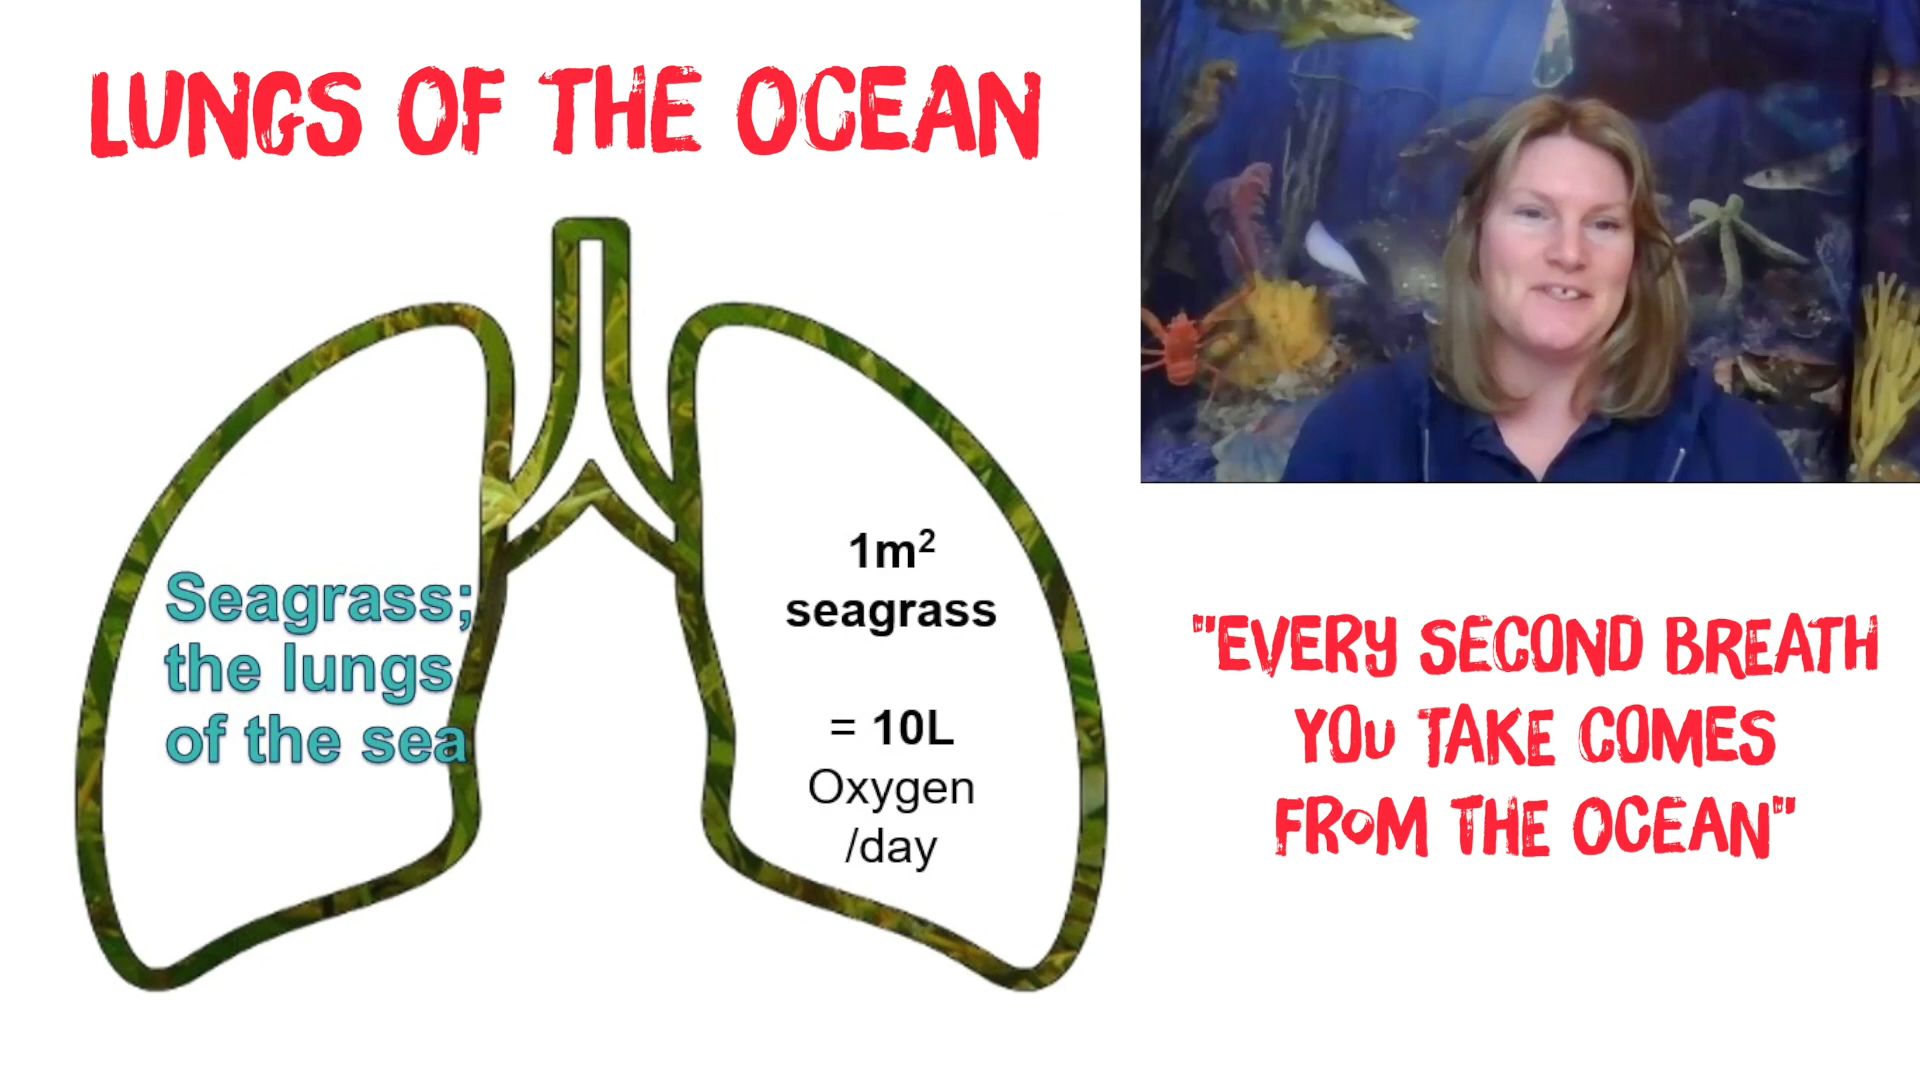 LUNGS OF THE OCEAN
Seagrass;
the lungs
of the sea
1m²
seagrass
= 10L
Oxygen
/day
"EVERY SECOND BREATH
YOU TAKE COMES
FROM THE OCEAN"